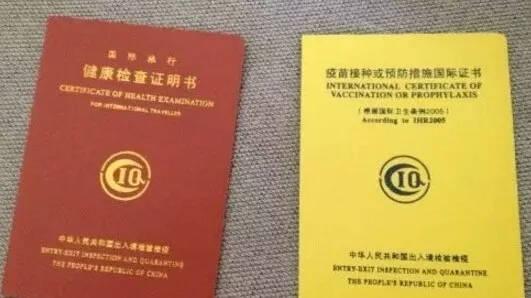 国际旅行
健康检查证明书
CERTIFICATE OF HEALTH EXAMINATION
FOR INTERNATIONAL TRAVELLER
CIQ
中华人民共和国出入境检验检疫
ENTRY-EXIT INSPECTION AND QUARANTINE
THE PEOPLE'S REPUBLIC OF CHINA
疫苗接种或预防措施国际证书
INTERNATIONAL CERTIFICATE OF
VACCINATION OR PROPHYLAXIS
(根据国际卫生条例2005)
According to IHR2005
CIQ
中华人民共和国出入境检验检疫
ENTRY-EXIT INSPECTION AND QUARANTINE
THE PEOPLE'S REPUBLIC OF CHINA